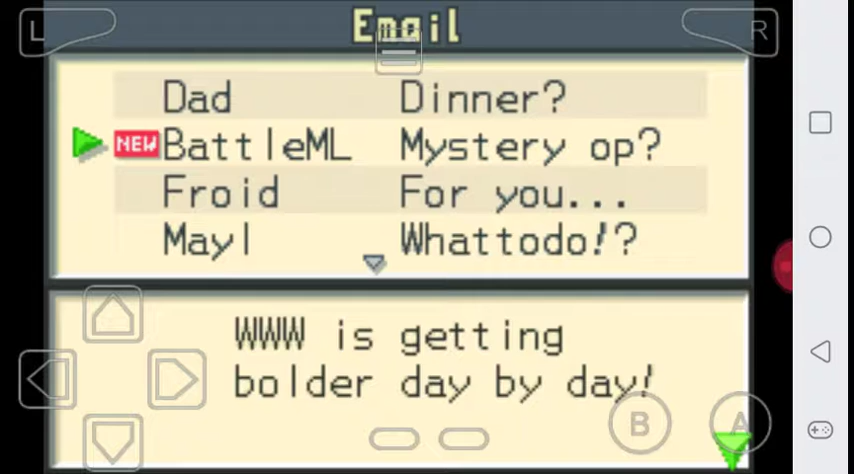 L
Email
R
Dad Dinner?
NEW BattleML Mystery op?
Froid For you...
Mayl Whattodo!?
WWW is getting
bolder day by day!
B
A